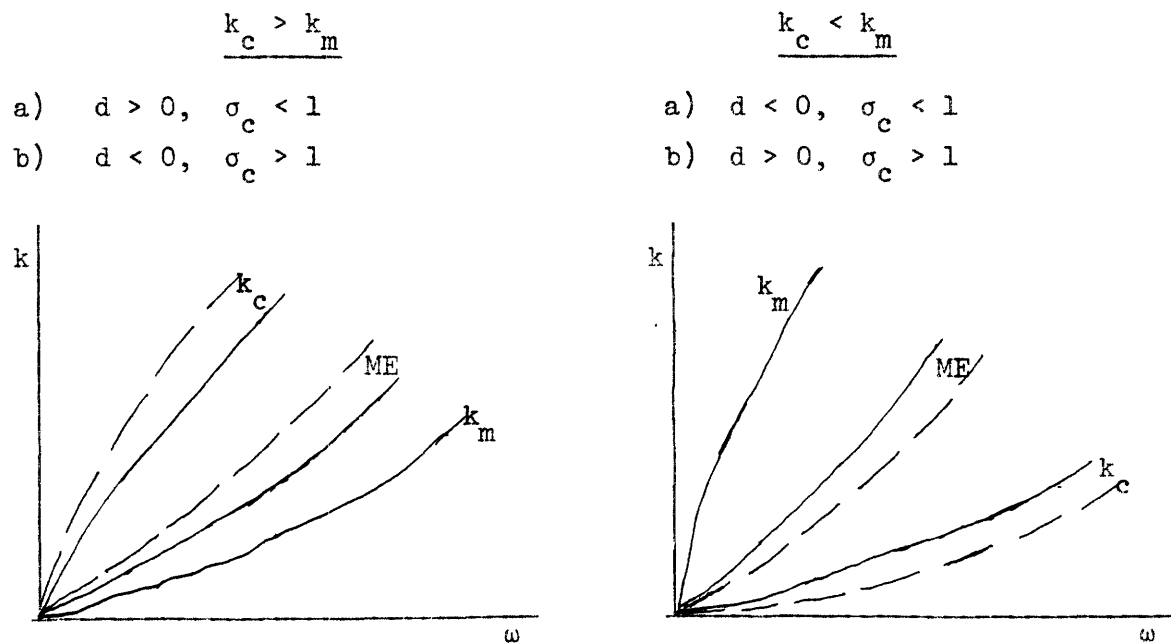 k_c > k_m
a) d > 0, σ_c < 1
b) d < 0, σ_c > 1
k
k_c
ME
k_m
ω
k_c < k_m
a) d < 0, σ_c < 1
b) d > 0, σ_c > 1
k
k_m
ME
k_c
ω